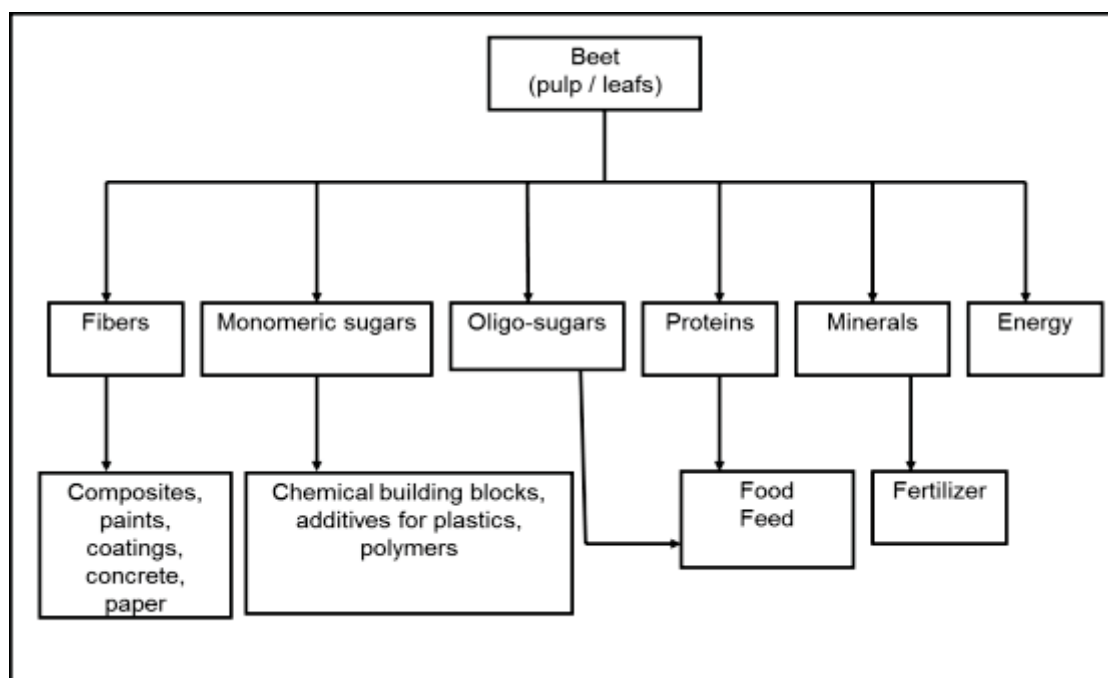 Beet
(pulp / leafs)
Fibers
Monomeric sugars
Oligo-sugars
Proteins
Minerals
Energy
Composites,
paints,
coatings,
concrete,
paper
Chemical building blocks,
additives for plastics,
polymers
Food
Feed
Fertilizer